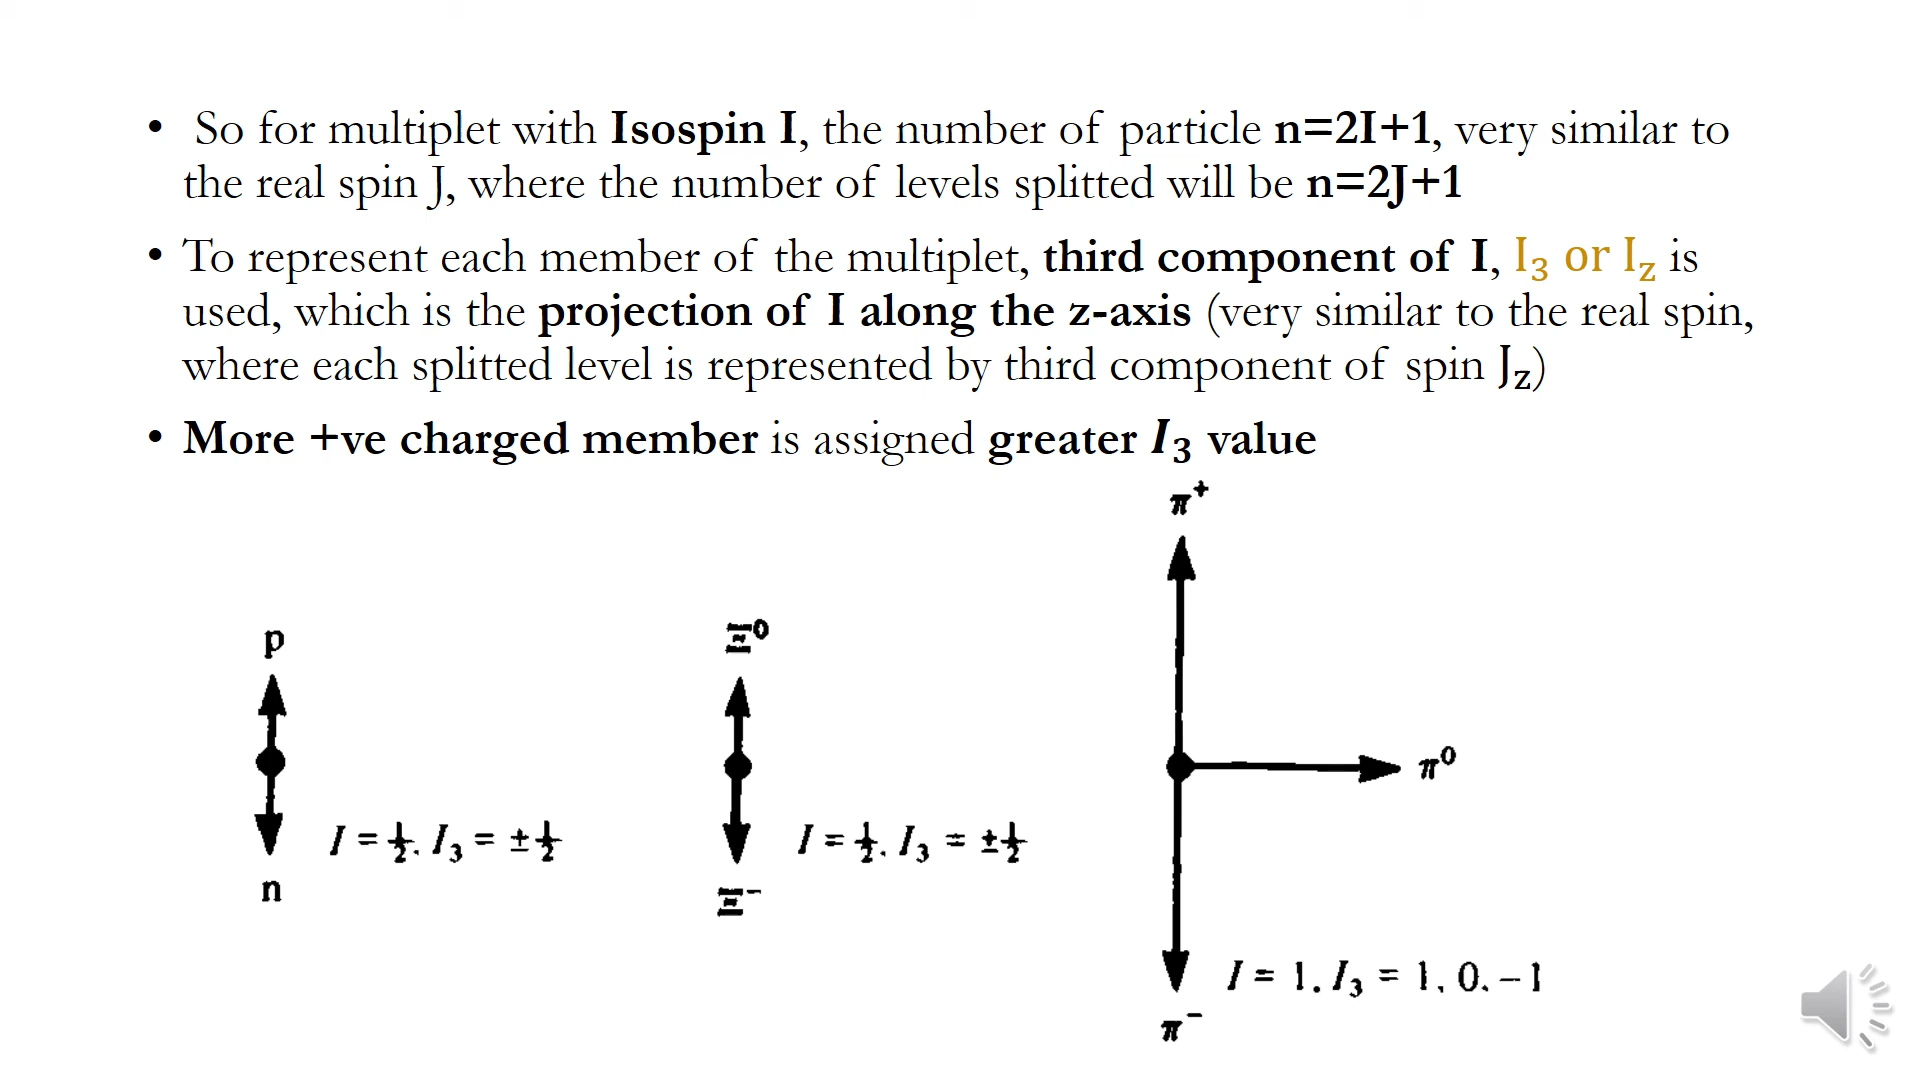 • So for multiplet with Isospin I, the number of particle n=2I+1, very similar to
the real spin J, where the number of levels splitted will be n=2J+1
• To represent each member of the multiplet, third component of I, I₃ or I_z is
used, which is the projection of I along the z-axis (very similar to the real spin,
where each splitted level is represented by third component of spin J_z)
• More +ve charged member is assigned greater I₃ value
p
n
I = ½, I₃ = ±½
Ξ⁰
Ξ⁻
I = ½, I₃ = ±½
π⁺
π⁰
π⁻
I = 1, I₃ = 1, 0, −1